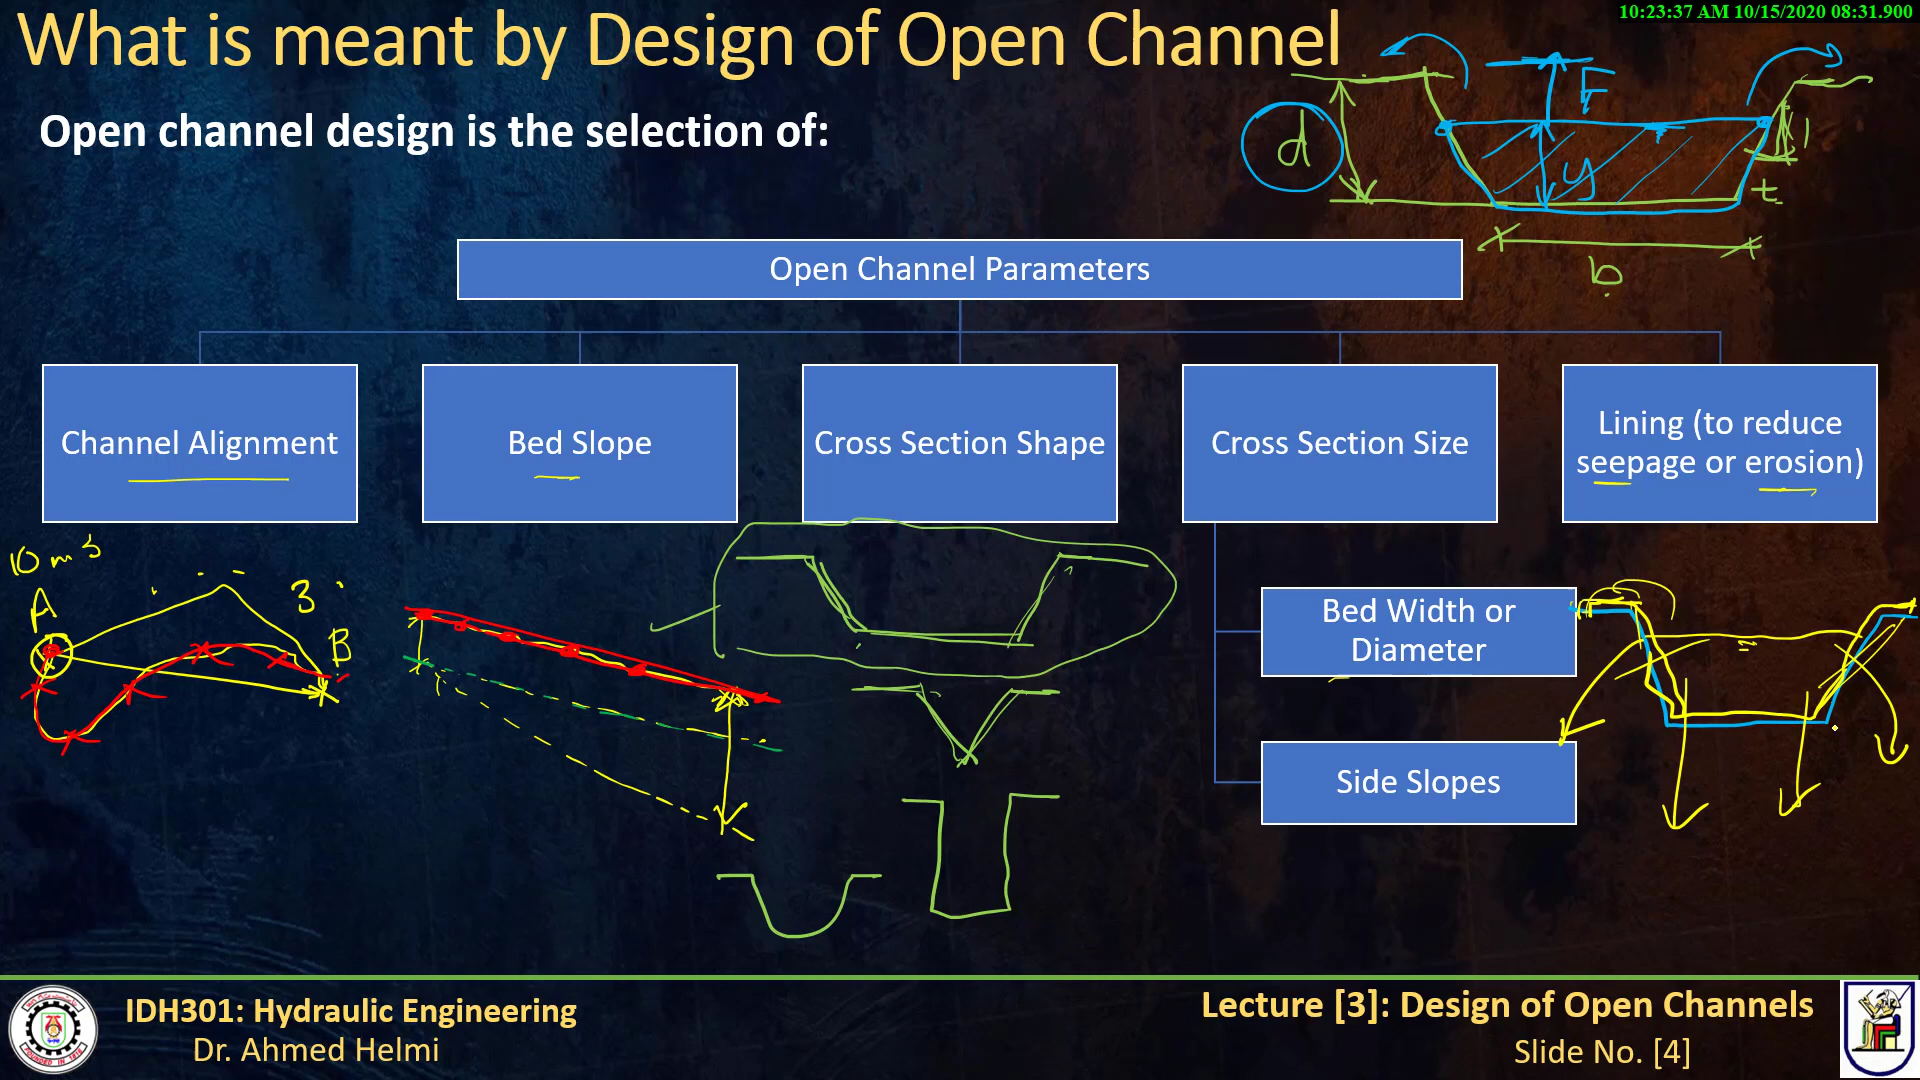 10:23:37 AM 10/15/2020 08:31.900
What is meant by Design of Open Channel
Open channel design is the selection of:
F
d
y
1
t
b
Open Channel Parameters
Channel Alignment
Bed Slope
Cross Section Shape
Cross Section Size
Lining (to reduce
seepage or erosion)
10 m 3
A
3
B
Bed Width or
Diameter
Side Slopes
IDH301: Hydraulic Engineering
Dr. Ahmed Helmi
Lecture [3]: Design of Open Channels
Slide No. [4]